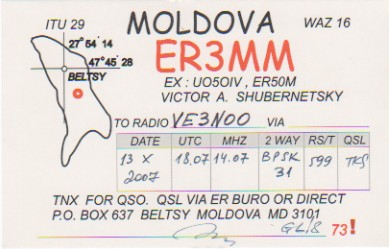 ITU 29
MOLDOVA
WAZ 16
27° 54' 14
47° 45' 28
BELTSY
ER3MM
EX : UO5OIV , ER50M
VICTOR A. SHUBERNETSKY
TO RADIO VE3NOO VIA
DATE UTC MHZ 2 WAY RS/T QSL
13 X 2007 18,07 14.07 BPSK 31 599 TKS
TNX FOR QSO. QSL VIA ER BURO OR DIRECT
P.O. BOX 637 BELTSY MOLDOVA MD 3101
73!